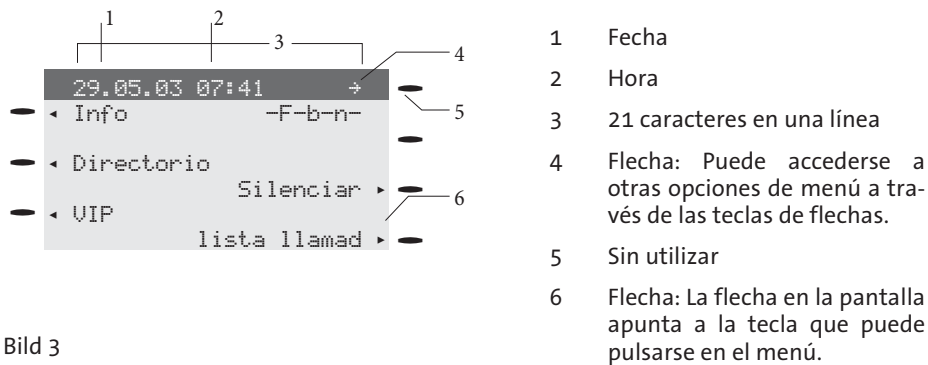 1 2
3
4
29.05.03 07:41 →
5
◂ Info -F-b-n-
◂ Directorio
Silenciar ▸
6
◂ VIP
lista llamad ▸
Bild 3
1 Fecha
2 Hora
3 21 caracteres en una línea
4 Flecha: Puede accederse a
otras opciones de menú a tra-
vés de las teclas de flechas.
5 Sin utilizar
6 Flecha: La flecha en la pantalla
apunta a la tecla que puede
pulsarse en el menú.